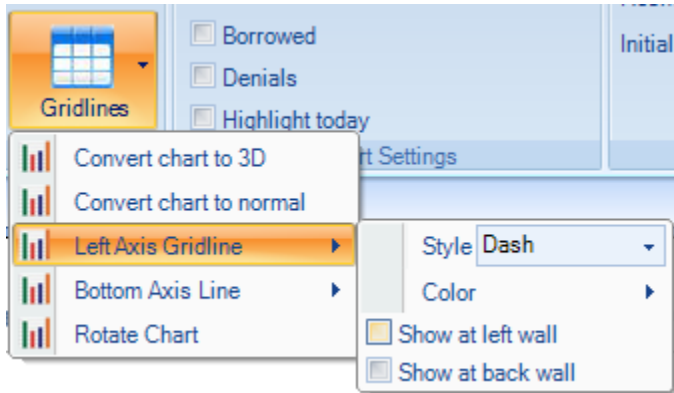 Borrowed
Initial
Denials
Gridlines
Highlight today
rt Settings
Convert chart to 3D
Convert chart to normal
Left Axis Gridline
Style Dash
Bottom Axis Line
Color
Rotate Chart
Show at left wall
Show at back wall